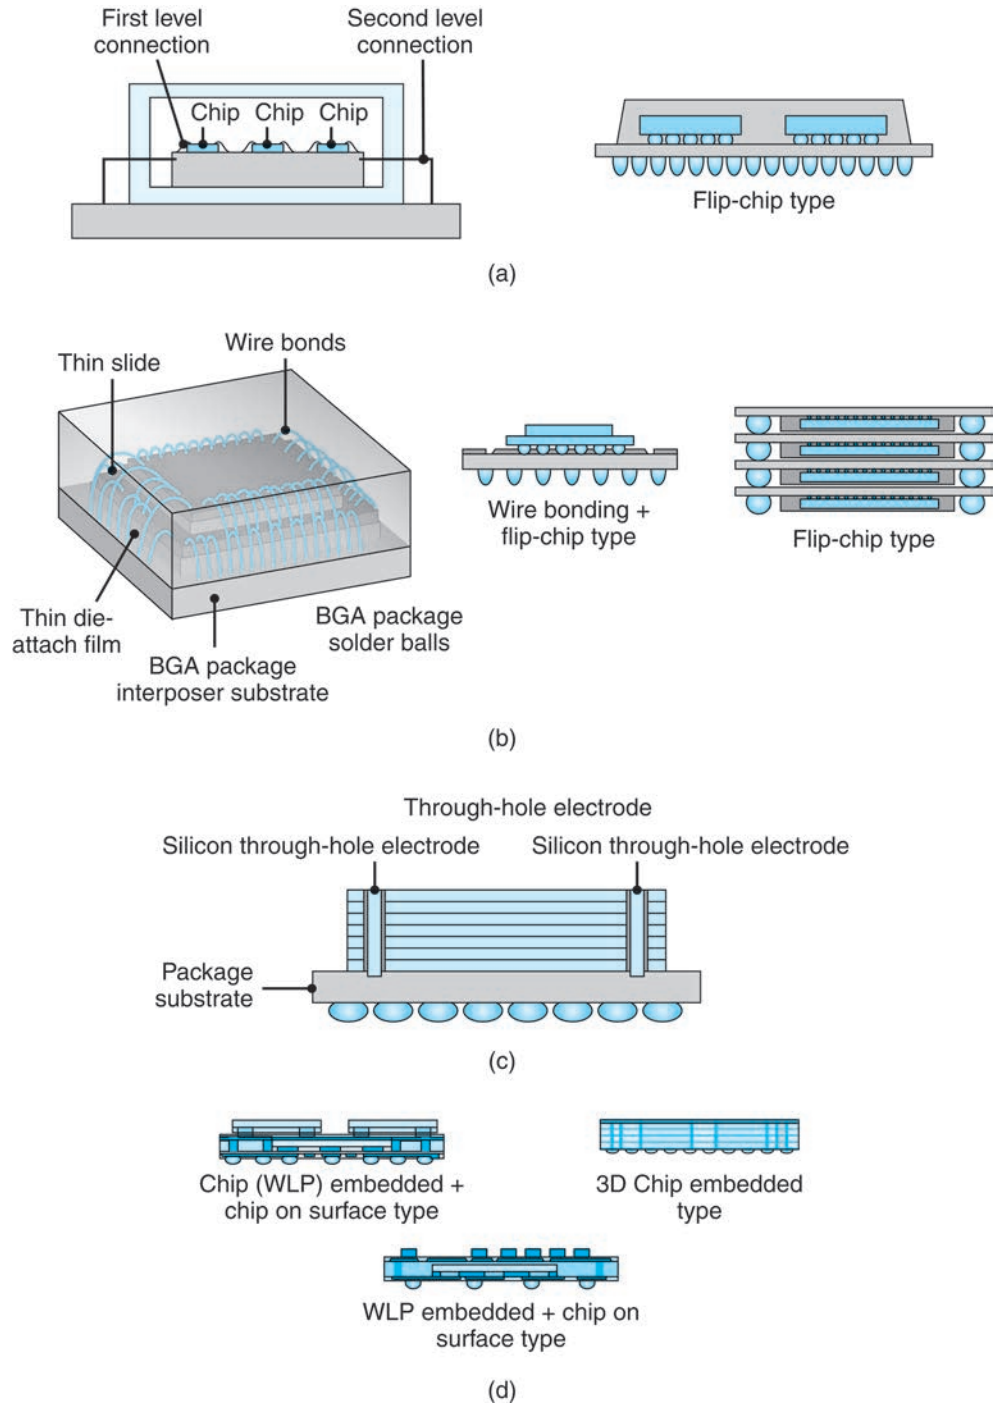 First level
connection
Second level
connection
Chip
Chip
Chip
Flip-chip type
(a)
Thin slide
Wire bonds
Thin die-
attach film
BGA package
interposer substrate
BGA package
solder balls
Wire bonding +
flip-chip type
Flip-chip type
(b)
Through-hole electrode
Silicon through-hole electrode
Silicon through-hole electrode
Package
substrate
(c)
Chip (WLP) embedded +
chip on surface type
3D Chip embedded
type
WLP embedded + chip on
surface type
(d)